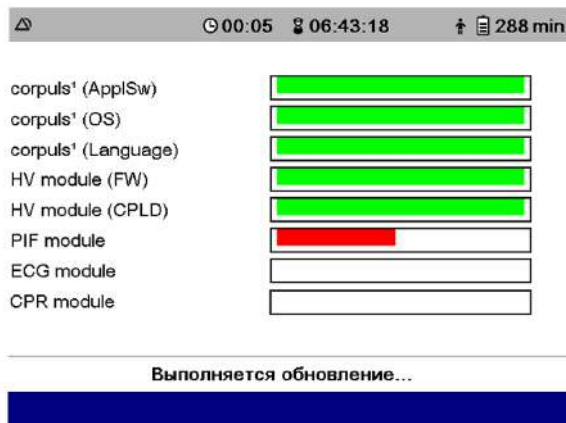 00:05 06:43:18 288 min
corpuls¹ (ApplSw)
corpuls¹ (OS)
corpuls¹ (Language)
HV module (FW)
HV module (CPLD)
PIF module
ECG module
CPR module
Выполняется обновление...